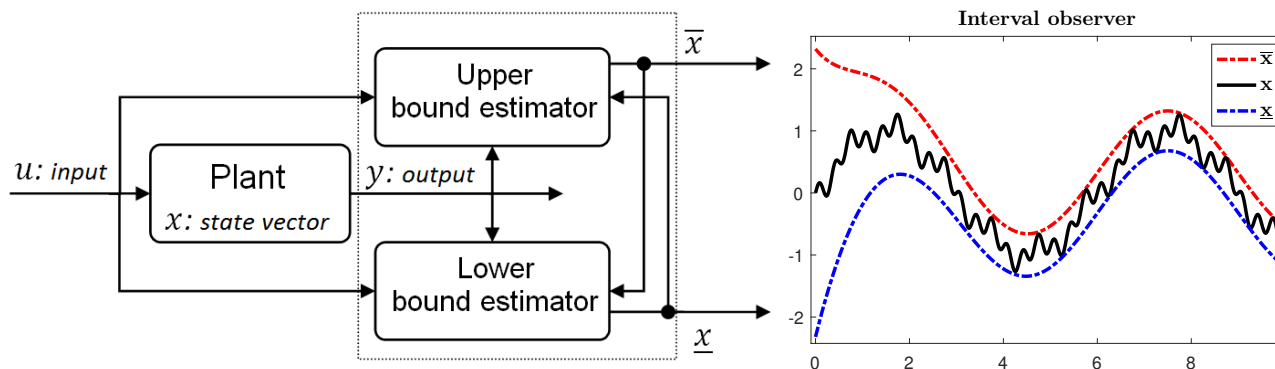 x̅
Upper
bound estimator
u: input
Plant
x: state vector
y: output
Lower
bound estimator
x̲
Interval observer
2
1
0
-1
-2
0
2
4
6
8
x̅
x
x̲